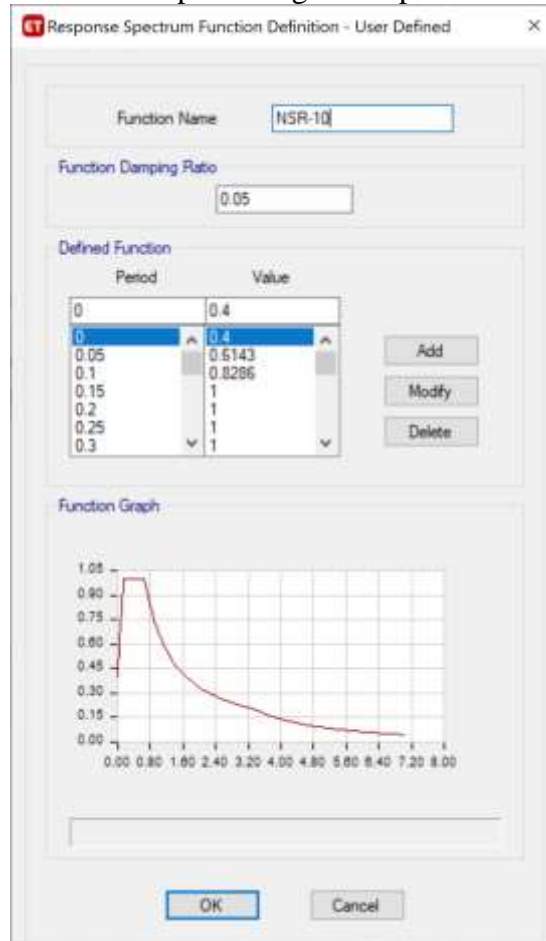 Response Spectrum Function Definition - User Defined
Function Name NSR-10
Function Damping Ratio
0.05
Defined Function
Period Value
0 0.4
0 0.4
0.05 0.6143
0.1 0.8286
0.15 1
0.2 1
0.25 1
0.3 1
Add
Modify
Delete
Function Graph
1.05
0.90
0.75
0.60
0.45
0.30
0.15
0.00
0.00 0.80 1.60 2.40 3.20 4.00 4.80 5.60 6.40 7.20 8.00
OK Cancel